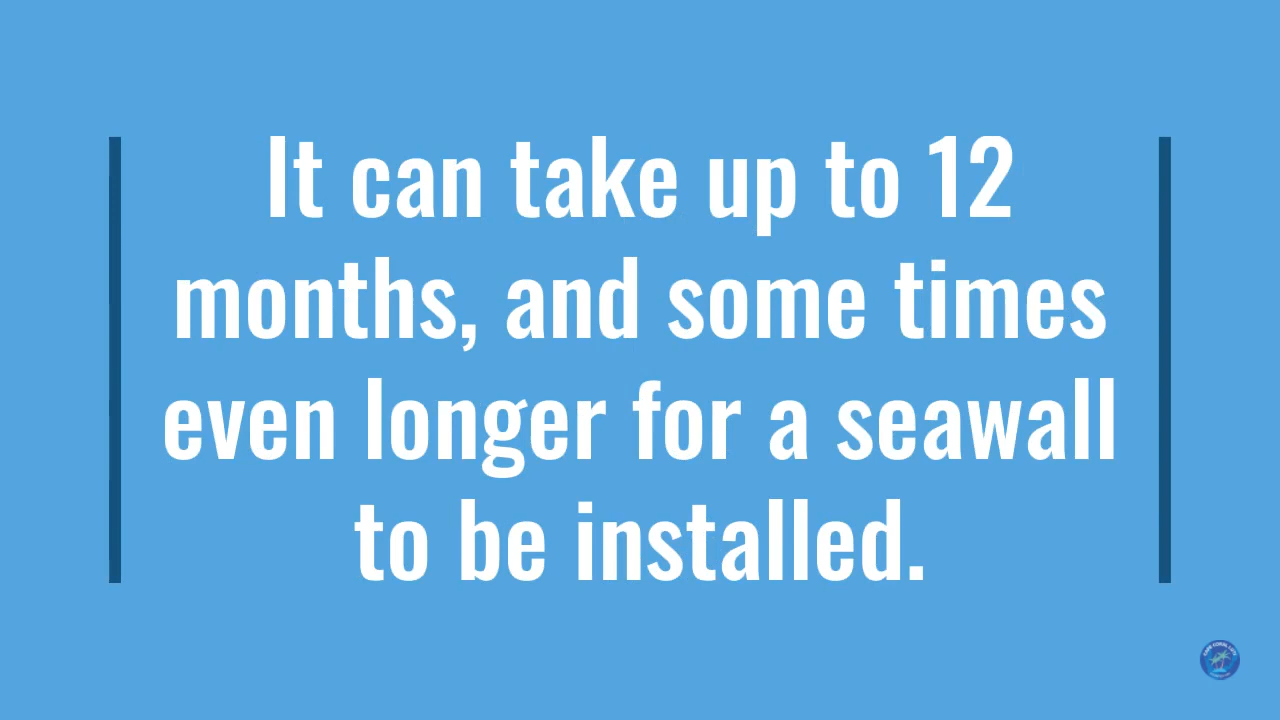 It can take up to 12
months, and some times
even longer for a seawall
to be installed.